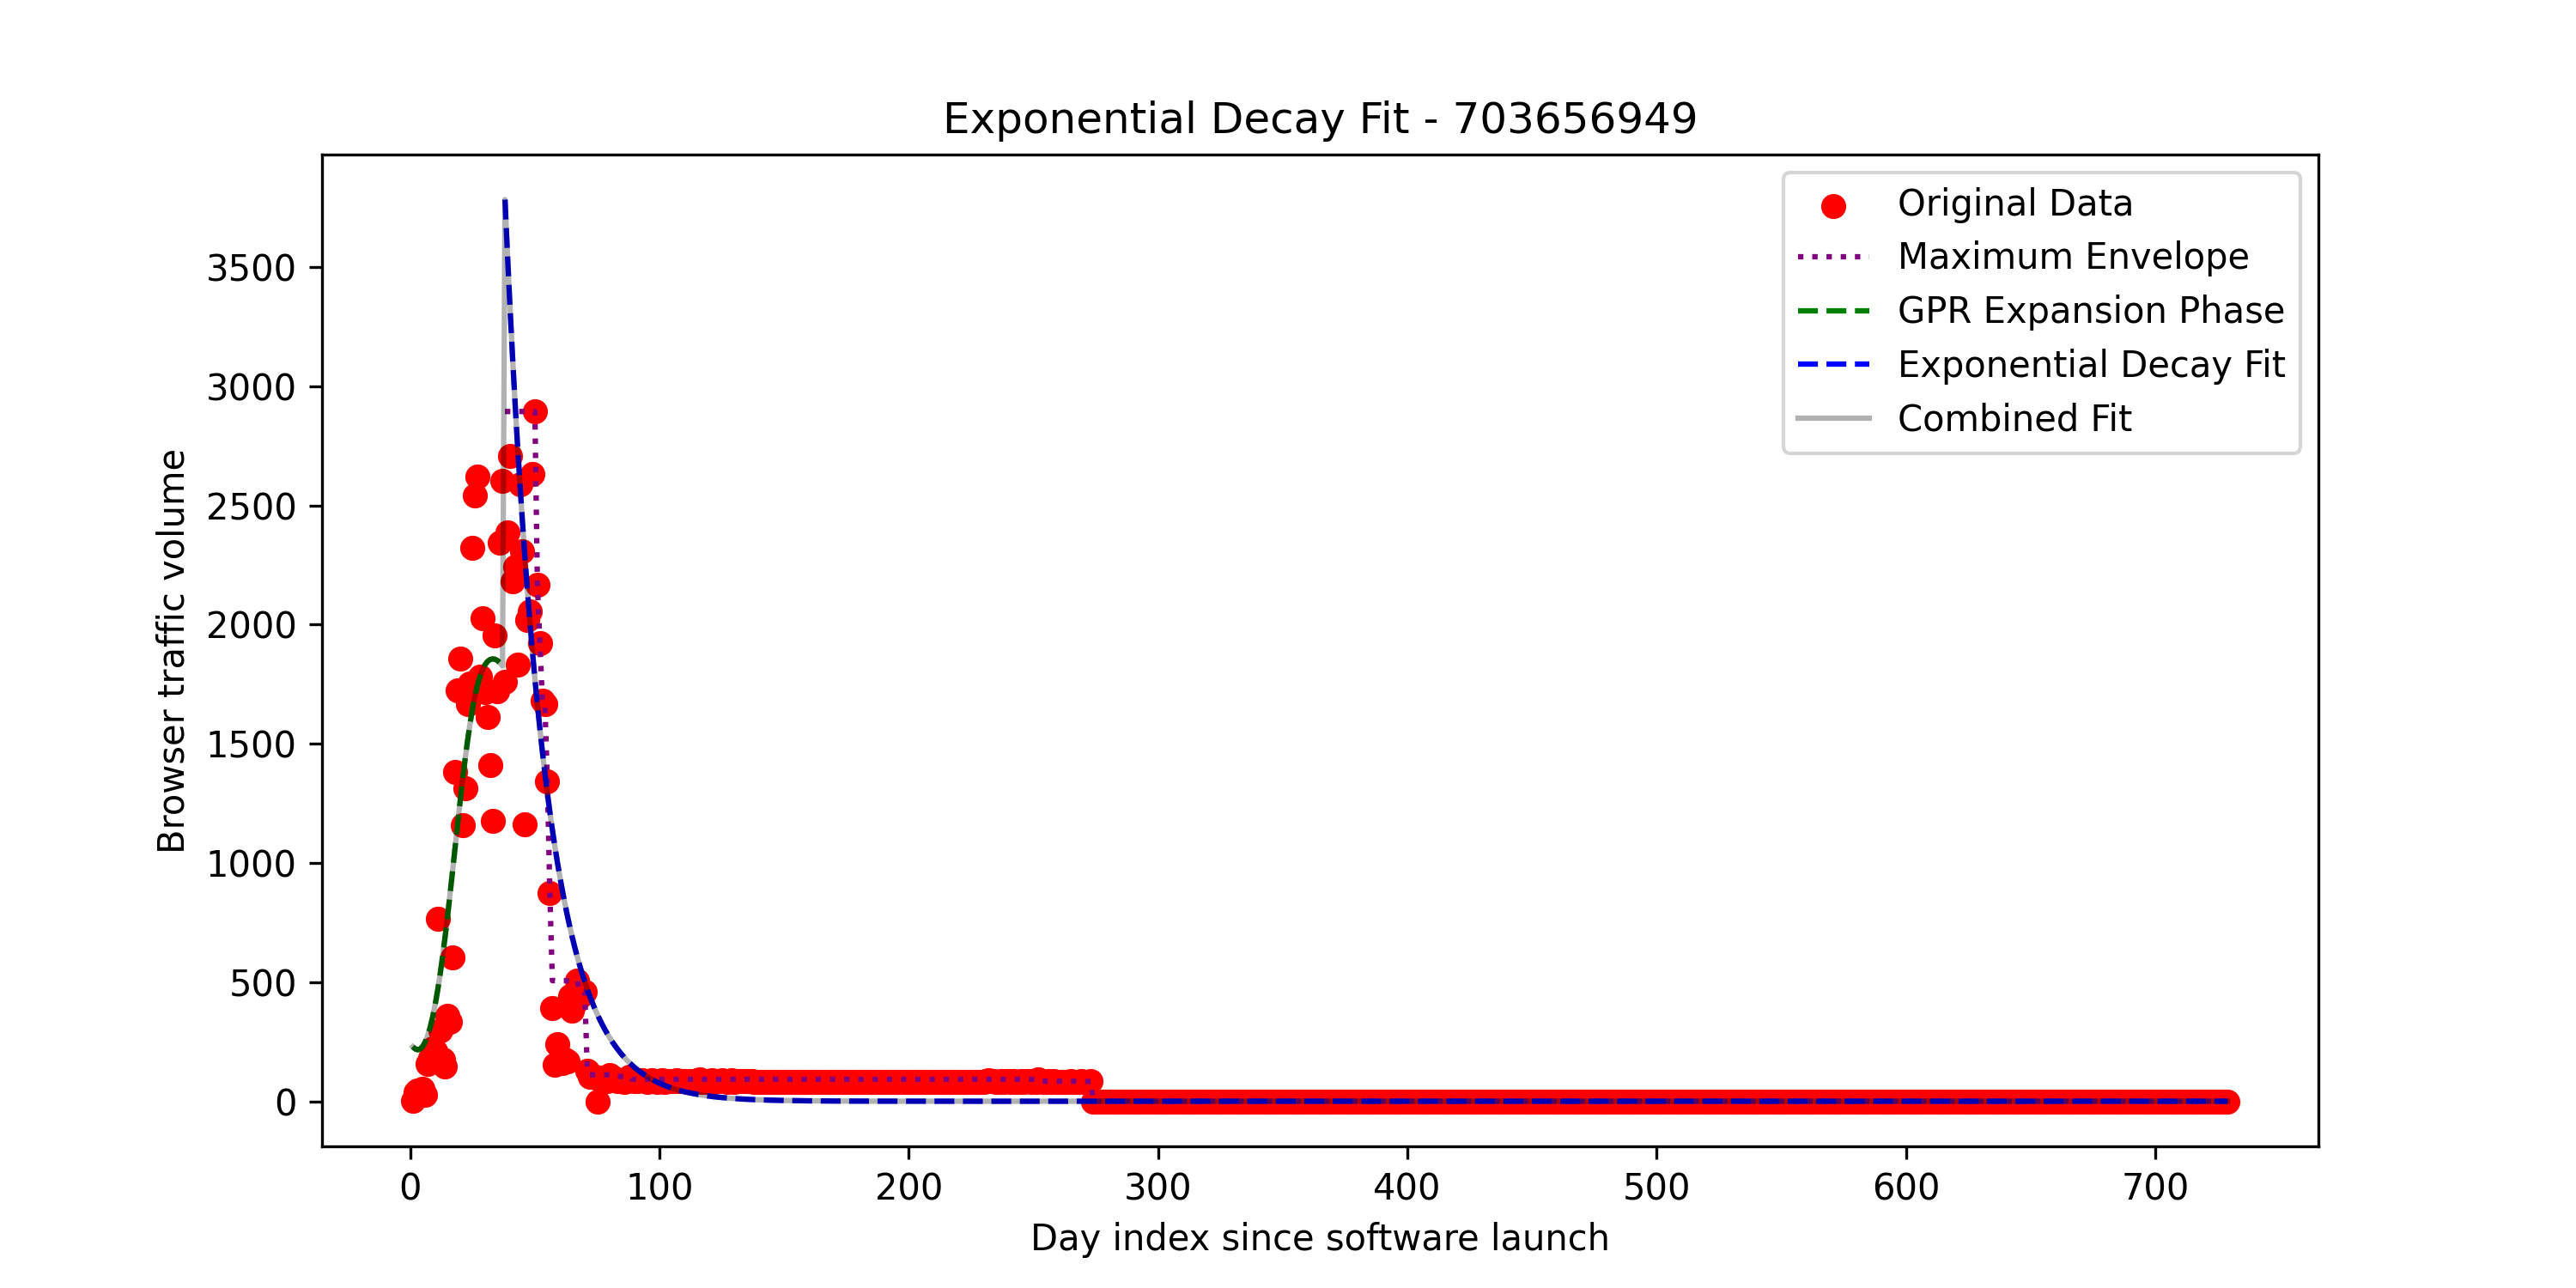 Exponential Decay Fit - 703656949
Original Data
Maximum Envelope
GPR Expansion Phase
Exponential Decay Fit
Combined Fit
Browser traffic volume
3500
3000
2500
2000
1500
1000
500
0
0 100 200 300 400 500 600 700
Day index since software launch